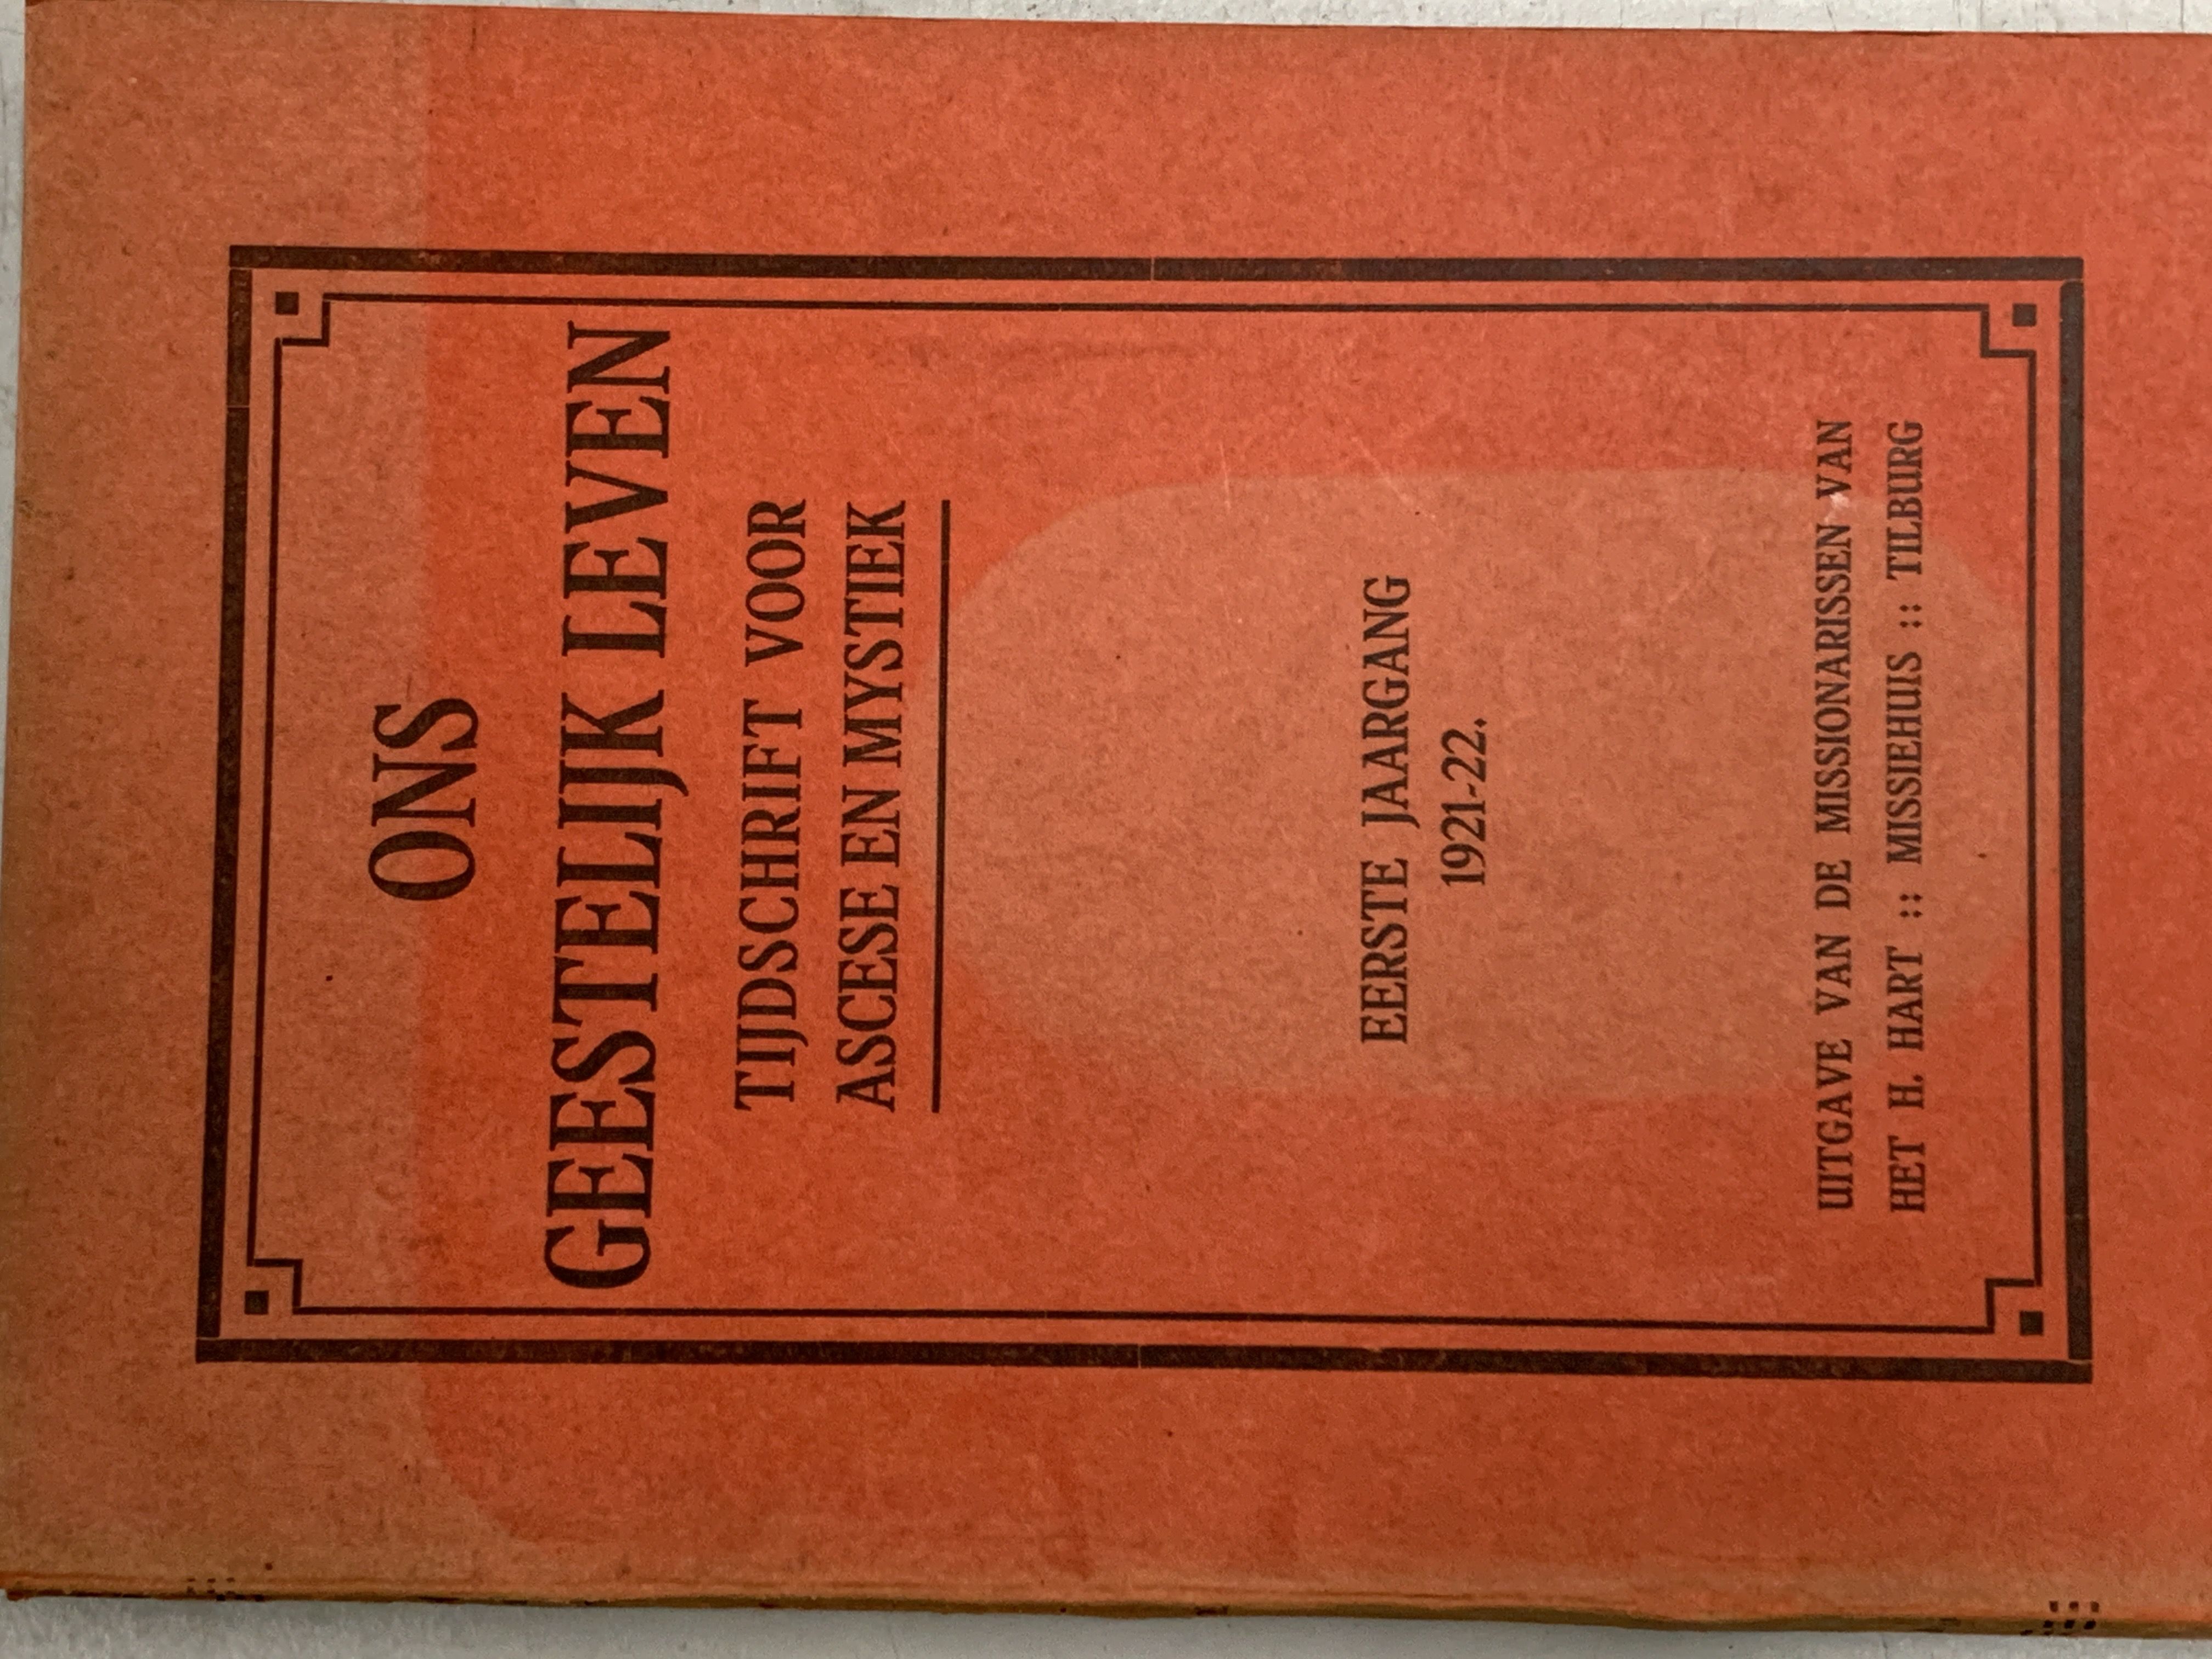 ONS
GEESTELIJK LEVEN
TIJDSCHRIFT VOOR
ASCESE EN MYSTIEK
EERSTE JAARGANG
1921-22.
UITGAVE VAN DE MISSIONARISSEN VAN
HET H. HART :: MISSIEHUIS :: TILBURG